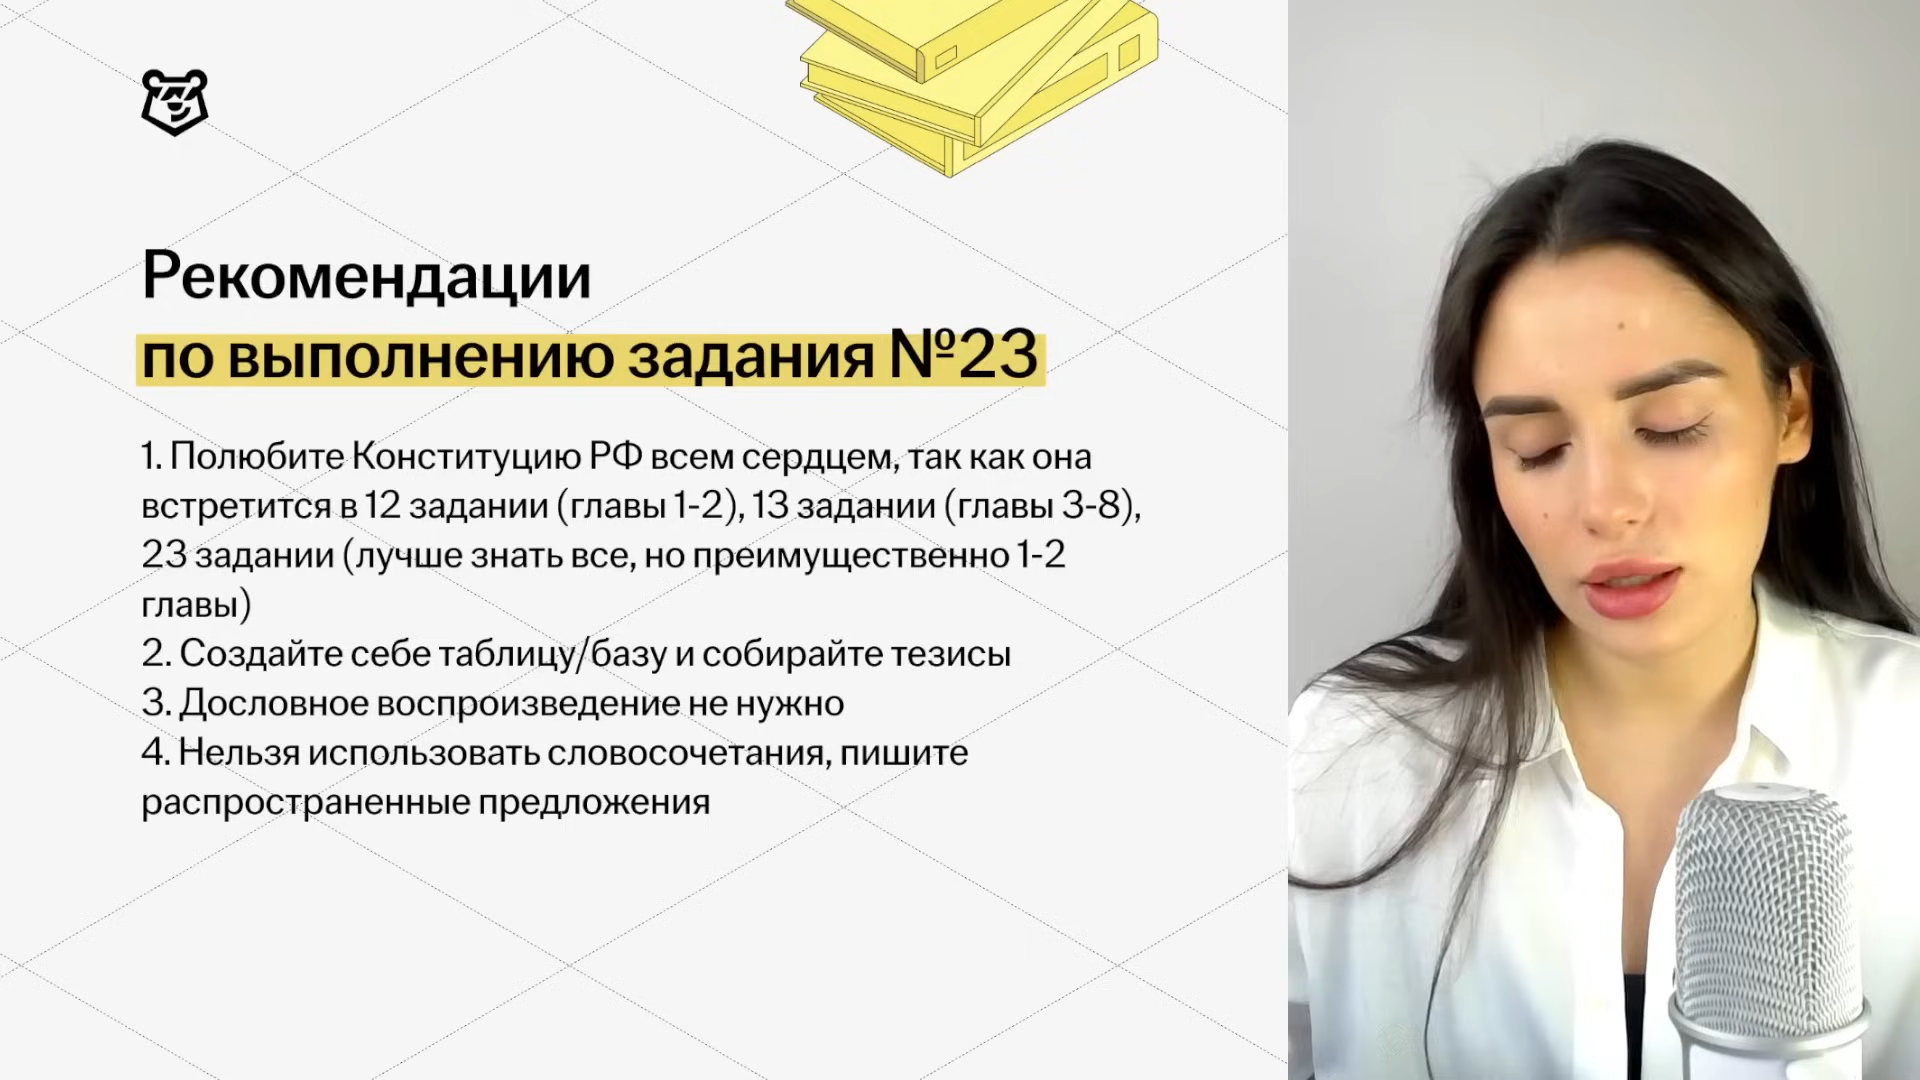 Рекомендации
по выполнению задания №23
1. Полюбите Конституцию РФ всем сердцем, так как она
встретится в 12 задании (главы 1-2), 13 задании (главы 3-8),
23 задании (лучше знать все, но преимущественно 1-2
главы)
2. Создайте себе таблицу/базу и собирайте тезисы
3. Дословное воспроизведение не нужно
4. Нельзя использовать словосочетания, пишите
распространенные предложения